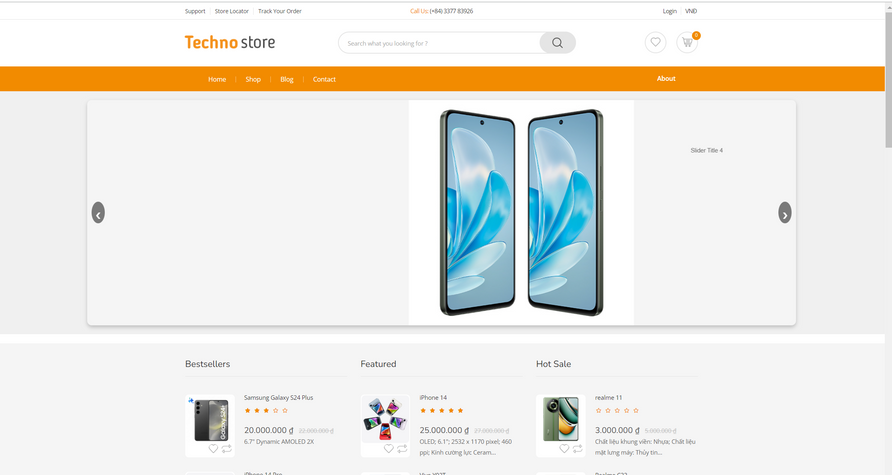 Support
Store Locator
Track Your Order
Call Us: (+84) 3377 83926
Login
VNĐ
Techno store
Search what you looking for ?
0
Home
Shop
Blog
Contact
About
Slider Title 4
Bestsellers
Samsung Galaxy S24 Plus
20.000.000 ₫ 22.000.000 ₫
6.7" Dynamic AMOLED 2X
Galaxy S24+
Featured
iPhone 14
25.000.000 ₫ 27.000.000 ₫
OLED; 6.1"; 2532 x 1170 pixel; 460
ppi; Kính cường lực Ceram...
Hot Sale
realme 11
3.000.000 ₫ 5.000.000 ₫
Chất liệu khung viền: Nhựa; Chất liệu
mặt lưng máy: Thủy tin...